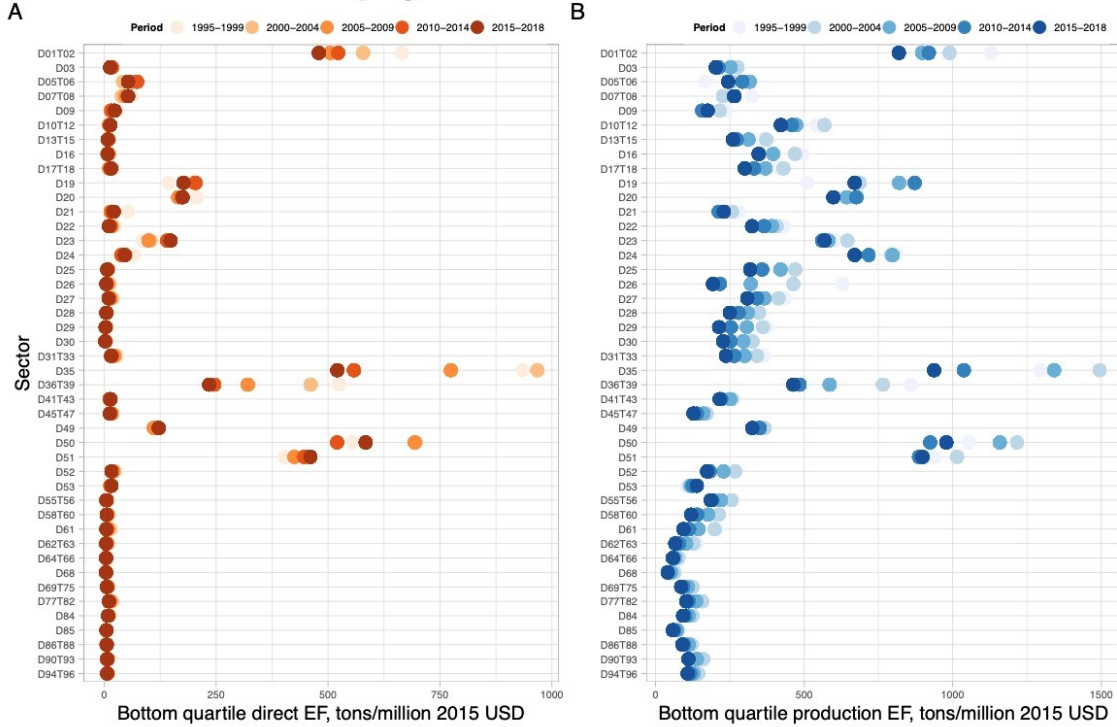 A
Period 1995–1999 2000–2004 2005–2009 2010–2014 2015–2018
D01T02
D03
D05T06
D07T08
D09
D10T12
D13T15
D16
D17T18
D19
D20
D21
D22
D23
D24
D25
D26
D27
D28
D29
D30
D31T33
D35
D36T39
D41T43
D45T47
D49
D50
D51
D52
D53
D55T56
D58T60
D61
D62T63
D64T66
D68
D69T75
D77T82
D84
D85
D86T88
D90T93
D94T96
Sector
0 250 500 750 1000
Bottom quartile direct EF, tons/million 2015 USD
B
Period 1995–1999 2000–2004 2005–2009 2010–2014 2015–2018
D01T02
D03
D05T06
D07T08
D09
D10T12
D13T15
D16
D17T18
D19
D20
D21
D22
D23
D24
D25
D26
D27
D28
D29
D30
D31T33
D35
D36T39
D41T43
D45T47
D49
D50
D51
D52
D53
D55T56
D58T60
D61
D62T63
D64T66
D68
D69T75
D77T82
D84
D85
D86T88
D90T93
D94T96
0 500 1000 1500
Bottom quartile production EF, tons/million 2015 USD